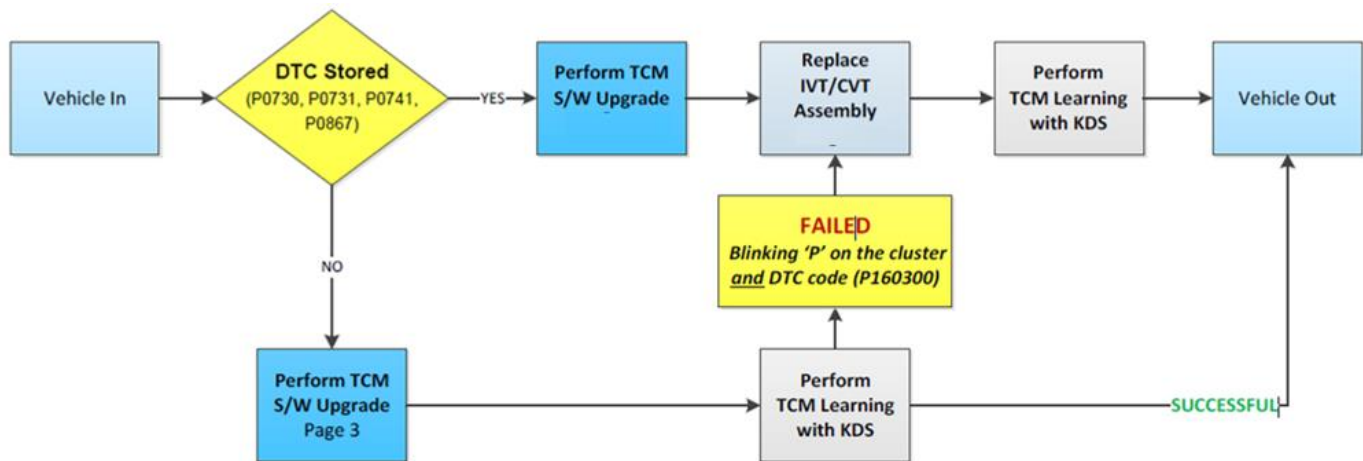 Vehicle In
DTC Stored
(P0730, P0731, P0741,
P0867)
YES
Perform TCM
S/W Upgrade
Replace
IVT/CVT
Assembly
Perform
TCM Learning
with KDS
Vehicle Out
NO
FAILED
Blinking ‘P’ on the cluster
and DTC code (P160300)
Perform TCM
S/W Upgrade
Page 3
Perform
TCM Learning
with KDS
SUCCESSFUL